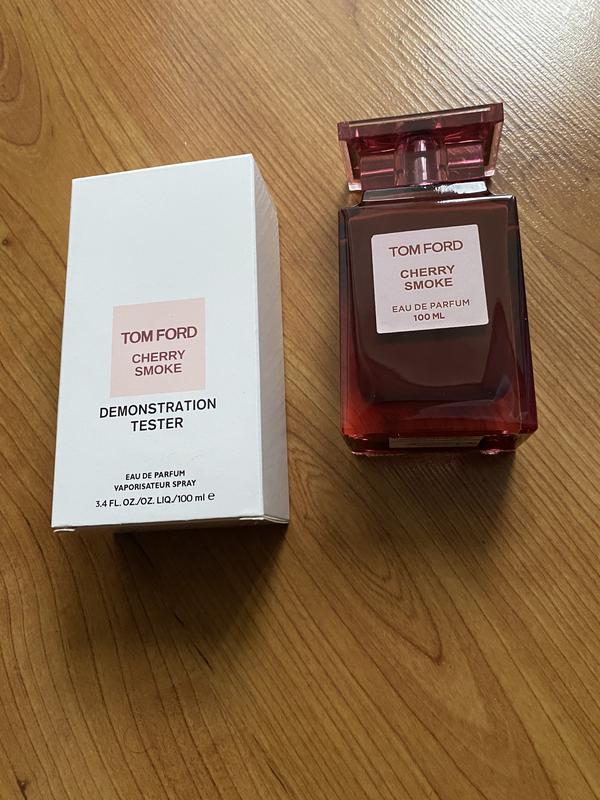 TOM FORD
CHERRY
SMOKE
DEMONSTRATION
TESTER
EAU DE PARFUM
VAPORISATEUR SPRAY
3.4 FL. OZ./OZ. LIQ./100 ml ℮
TOM FORD
CHERRY
SMOKE
EAU DE PARFUM
100 ML